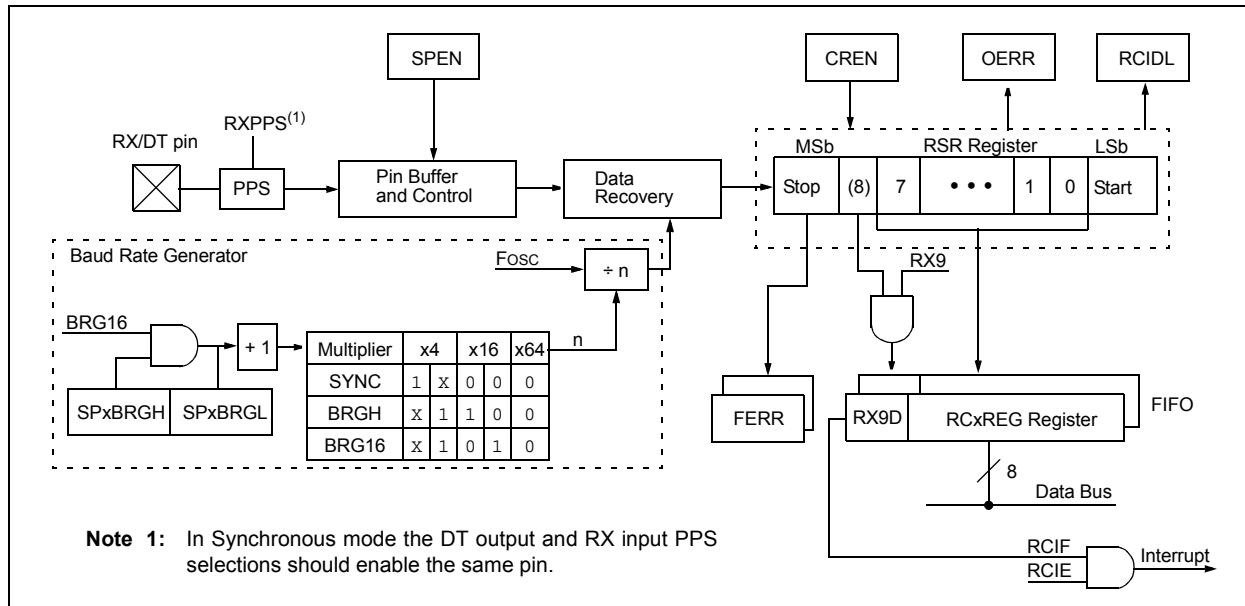 SPEN
CREN
OERR
RCIDL
RXPPS(1)
RX/DT pin
PPS
Pin Buffer
and Control
Data
Recovery
MSb
RSR Register
LSb
Stop (8) 7 • • • 1 0 Start
Baud Rate Generator
FOSC
÷ n
RX9
BRG16
+ 1
n
Multiplier x4 x16 x64
SYNC 1 X 0 0 0
BRGH X 1 1 0 0
BRG16 X 1 0 1 0
SPxBRGH SPxBRGL
FERR
RX9D
RCxREG Register
FIFO
8
Data Bus
Note 1: In Synchronous mode the DT output and RX input PPS
selections should enable the same pin.
RCIF
RCIE
Interrupt